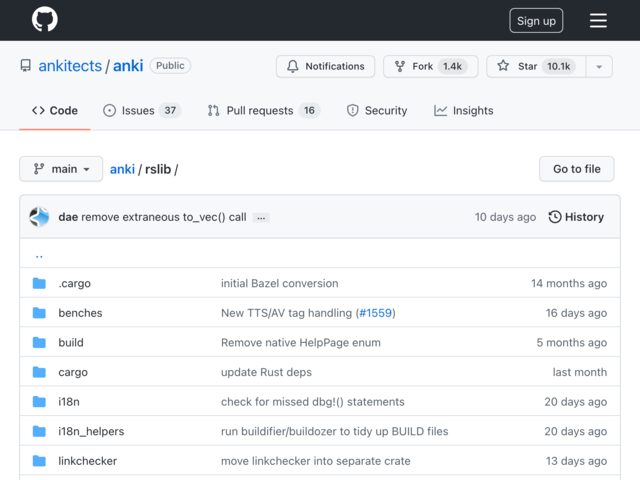 Sign up
ankitects / anki Public Notifications Fork 1.4k Star 10.1k
Code Issues 37 Pull requests 16 Security Insights
main anki / rslib / Go to file
dae remove extraneous to_vec() call ... 10 days ago History
..
.cargo initial Bazel conversion 14 months ago
benches New TTS/AV tag handling (#1559) 16 days ago
build Remove native HelpPage enum 5 months ago
cargo update Rust deps last month
i18n check for missed dbg!() statements 20 days ago
i18n_helpers run buildifier/buildozer to tidy up BUILD files 20 days ago
linkchecker move linkchecker into separate crate 13 days ago